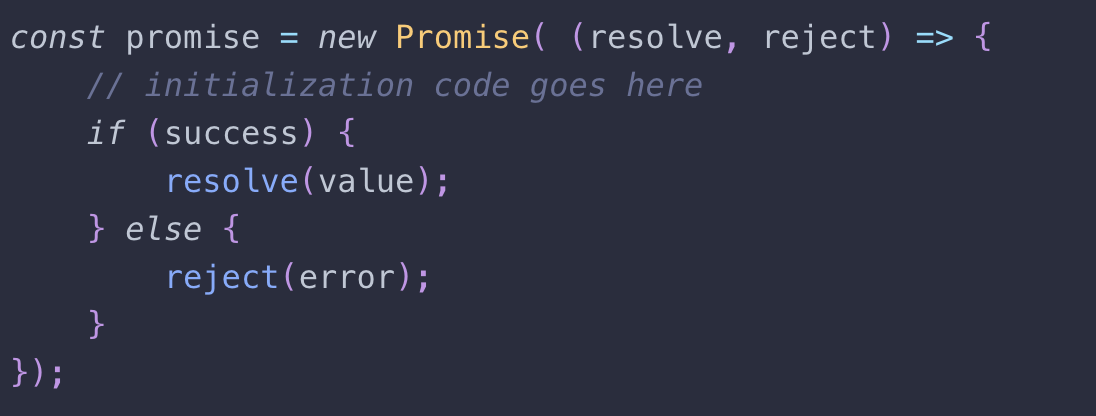 const promise = new Promise( (resolve, reject) => {
    // initialization code goes here
    if (success) {
        resolve(value);
    } else {
        reject(error);
    }
});